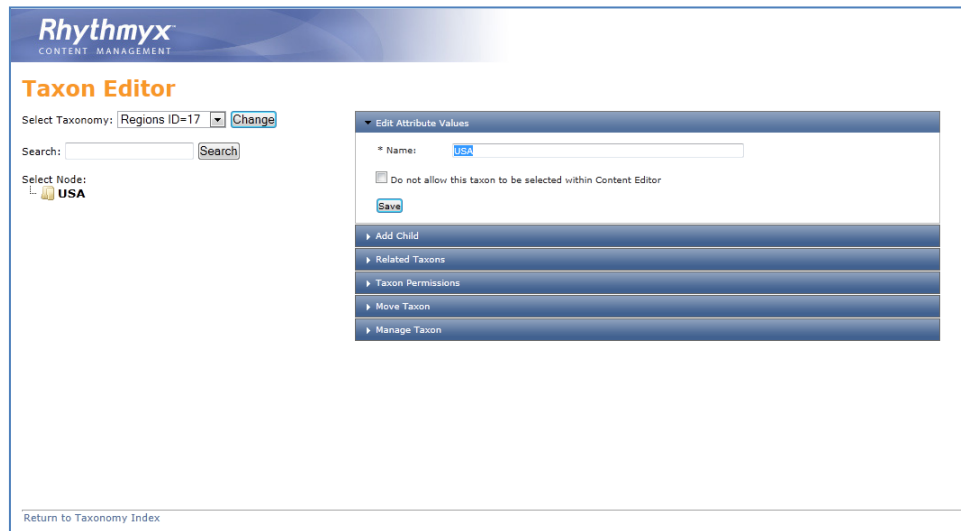 Rhythmyx
CONTENT MANAGEMENT
Taxon Editor
Select Taxonomy: Regions ID=17 Change
Search: Search
Select Node:
USA
Edit Attribute Values
* Name: USA
Do not allow this taxon to be selected within Content Editor
Save
Add Child
Related Taxons
Taxon Permissions
Move Taxon
Manage Taxon
Return to Taxonomy Index